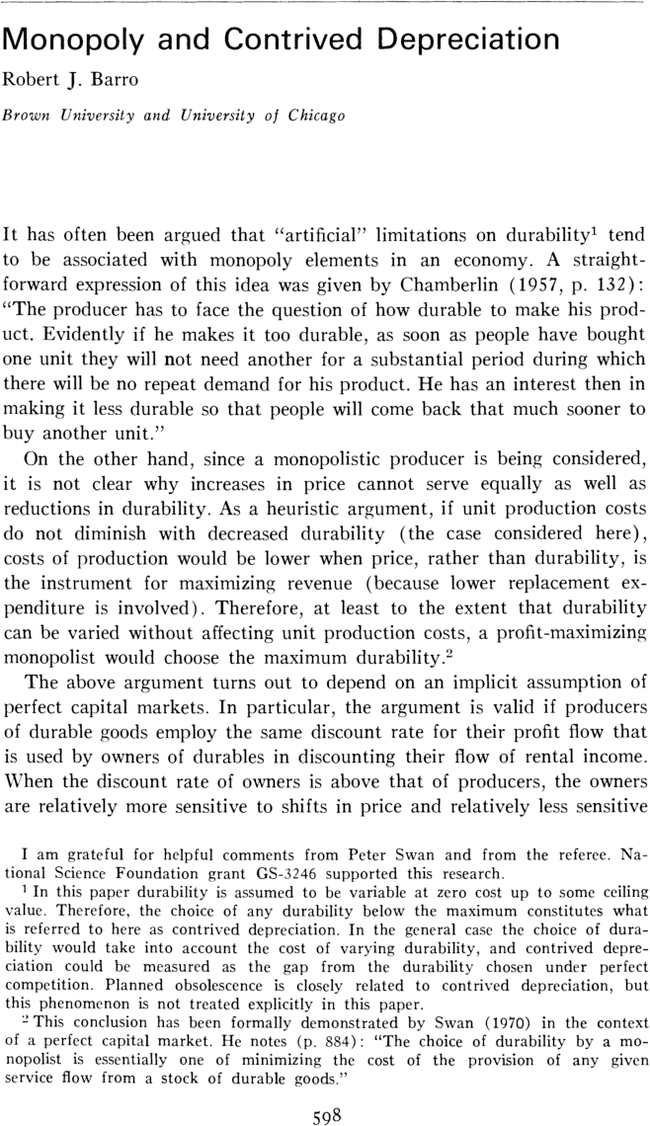 Monopoly and Contrived Depreciation
Robert J. Barro
Brown University and University of Chicago
It has often been argued that “artificial” limitations on durability¹ tend
to be associated with monopoly elements in an economy. A straight-
forward expression of this idea was given by Chamberlin (1957, p. 132):
“The producer has to face the question of how durable to make his prod-
uct. Evidently if he makes it too durable, as soon as people have bought
one unit they will not need another for a substantial period during which
there will be no repeat demand for his product. He has an interest then in
making it less durable so that people will come back that much sooner to
buy another unit.”
On the other hand, since a monopolistic producer is being considered,
it is not clear why increases in price cannot serve equally as well as
reductions in durability. As a heuristic argument, if unit production costs
do not diminish with decreased durability (the case considered here),
costs of production would be lower when price, rather than durability, is
the instrument for maximizing revenue (because lower replacement ex-
penditure is involved). Therefore, at least to the extent that durability
can be varied without affecting unit production costs, a profit-maximizing
monopolist would choose the maximum durability.²
The above argument turns out to depend on an implicit assumption of
perfect capital markets. In particular, the argument is valid if producers
of durable goods employ the same discount rate for their profit flow that
is used by owners of durables in discounting their flow of rental income.
When the discount rate of owners is above that of producers, the owners
are relatively more sensitive to shifts in price and relatively less sensitive
I am grateful for helpful comments from Peter Swan and from the referee. Na-
tional Science Foundation grant GS-3246 supported this research.
¹ In this paper durability is assumed to be variable at zero cost up to some ceiling
value. Therefore, the choice of any durability below the maximum constitutes what
is referred to here as contrived depreciation. In the general case the choice of dura-
bility would take into account the cost of varying durability, and contrived depre-
ciation could be measured as the gap from the durability chosen under perfect
competition. Planned obsolescence is closely related to contrived depreciation, but
this phenomenon is not treated explicitly in this paper.
² This conclusion has been formally demonstrated by Swan (1970) in the context
of a perfect capital market. He notes (p. 884): “The choice of durability by a mo-
nopolist is essentially one of minimizing the cost of the provision of any given
service flow from a stock of durable goods.”
598